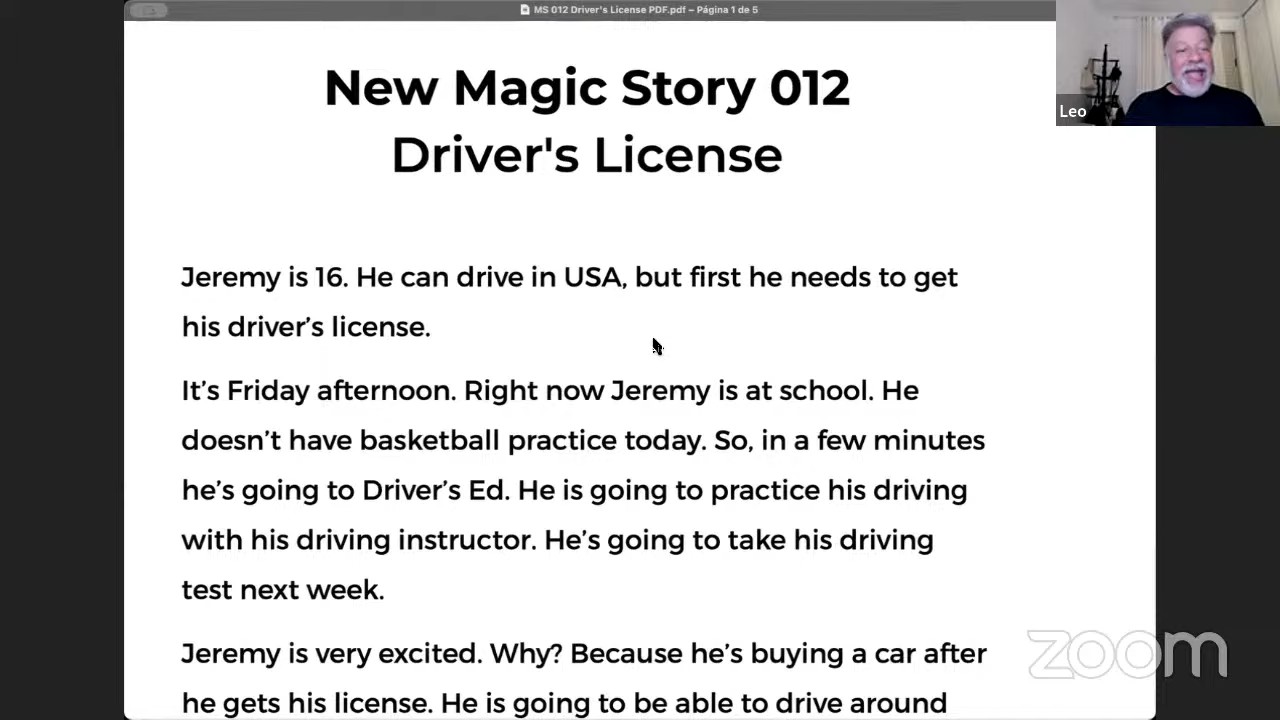 MS 012 Driver's License PDF.pdf – Página 1 de 5
Leo
New Magic Story 012
Driver's License
Jeremy is 16. He can drive in USA, but first he needs to get
his driver’s license.
It’s Friday afternoon. Right now Jeremy is at school. He
doesn’t have basketball practice today. So, in a few minutes
he’s going to Driver’s Ed. He is going to practice his driving
with his driving instructor. He’s going to take his driving
test next week.
Jeremy is very excited. Why? Because he’s buying a car after
he gets his license. He is going to be able to drive around
zoom